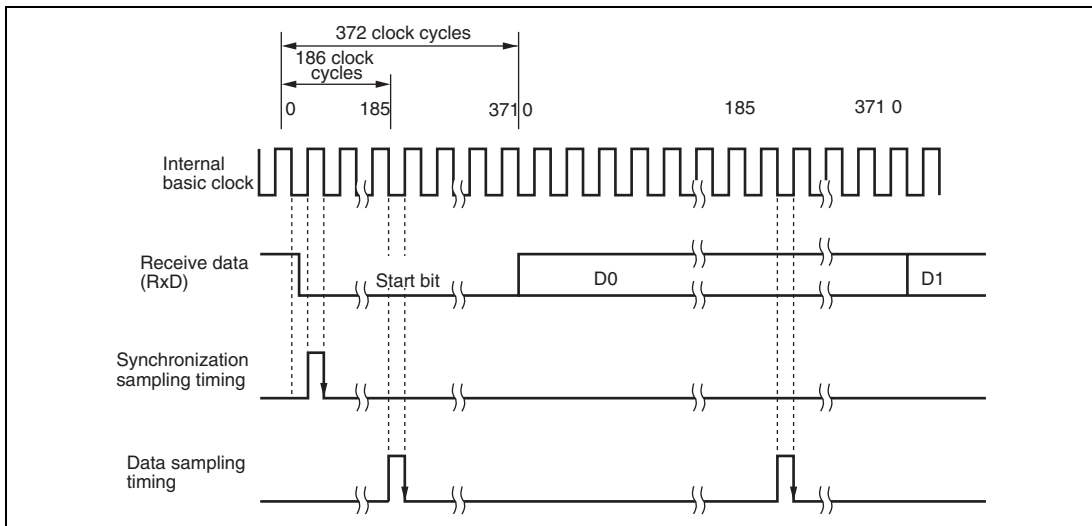 372 clock cycles
186 clock
cycles
0 185 371 0 185 371 0
Internal
basic clock
Receive data
(RxD)
Start bit D0 D1
Synchronization
sampling timing
Data sampling
timing